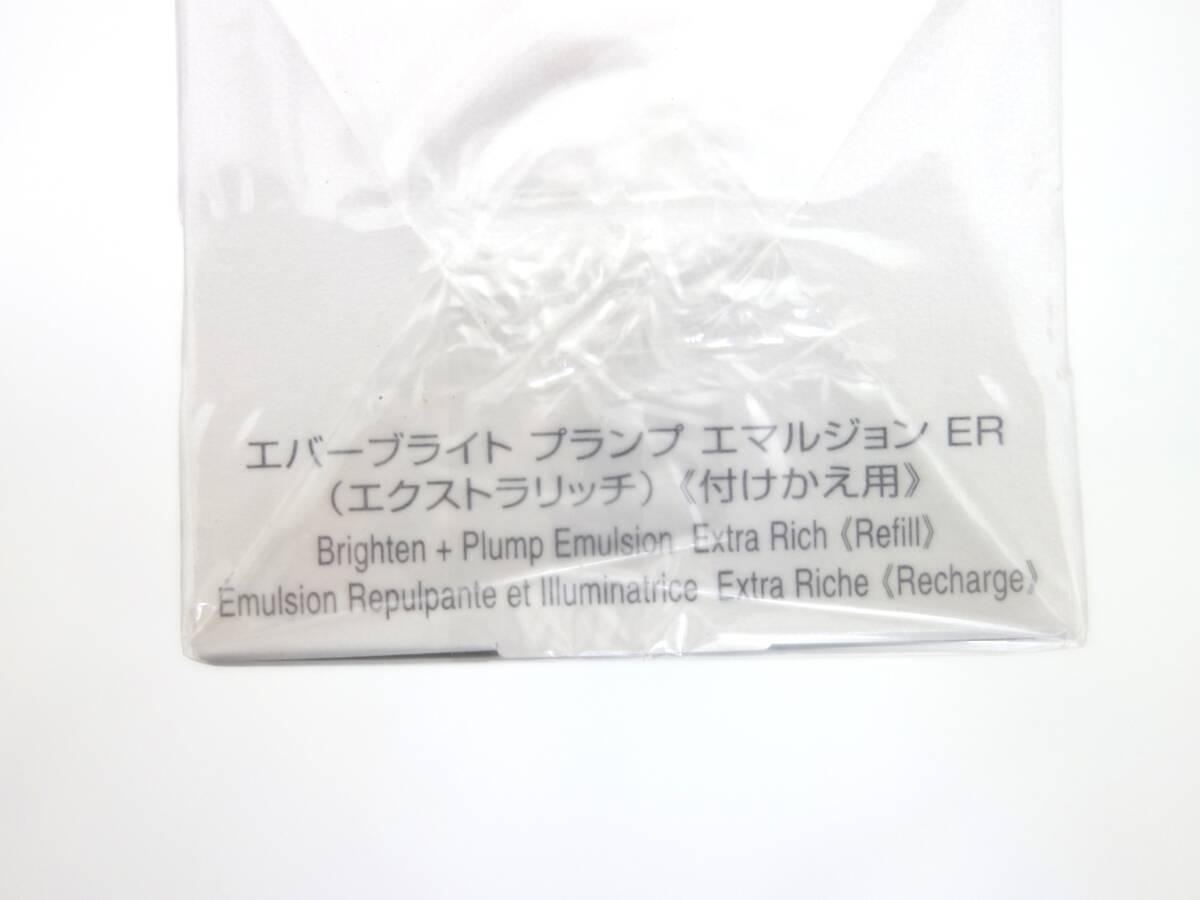 エバーブライト プランプ エマルジョン ER
（エクストラリッチ）《付けかえ用》
Brighten + Plump Emulsion Extra Rich《Refill》
Émulsion Repulpante et Illuminatrice Extra Riche《Recharge》